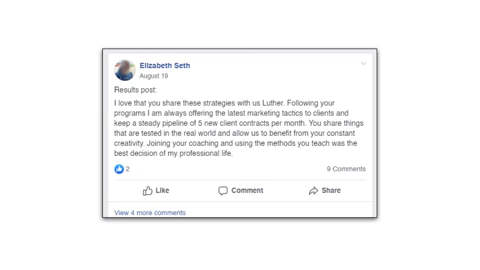 Elizabeth Seth
August 19
Results post:
I love that you share these strategies with us Luther. Following your
programs I am always offering the latest marketing tactics to clients and
keep a steady pipeline of 5 new client contracts per month. You share things
that are tested in the real world and allow us to benefit from your constant
creativity. Joining your coaching and using the methods you teach was the
best decision of my professional life.
2 9 Comments
Like Comment Share
View 4 more comments